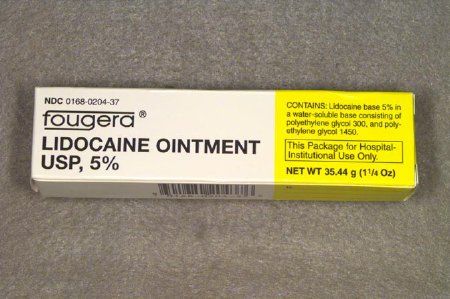 NDC 0168-0204-37
fougera®
LIDOCAINE OINTMENT
USP, 5%
CONTAINS: Lidocaine base 5% in
a water-soluble base consisting of
polyethylene glycol 300, and poly-
ethylene glycol 1450.
This Package for Hospital-
Institutional Use Only.
NET WT 35.44 g (1 1/4 Oz)